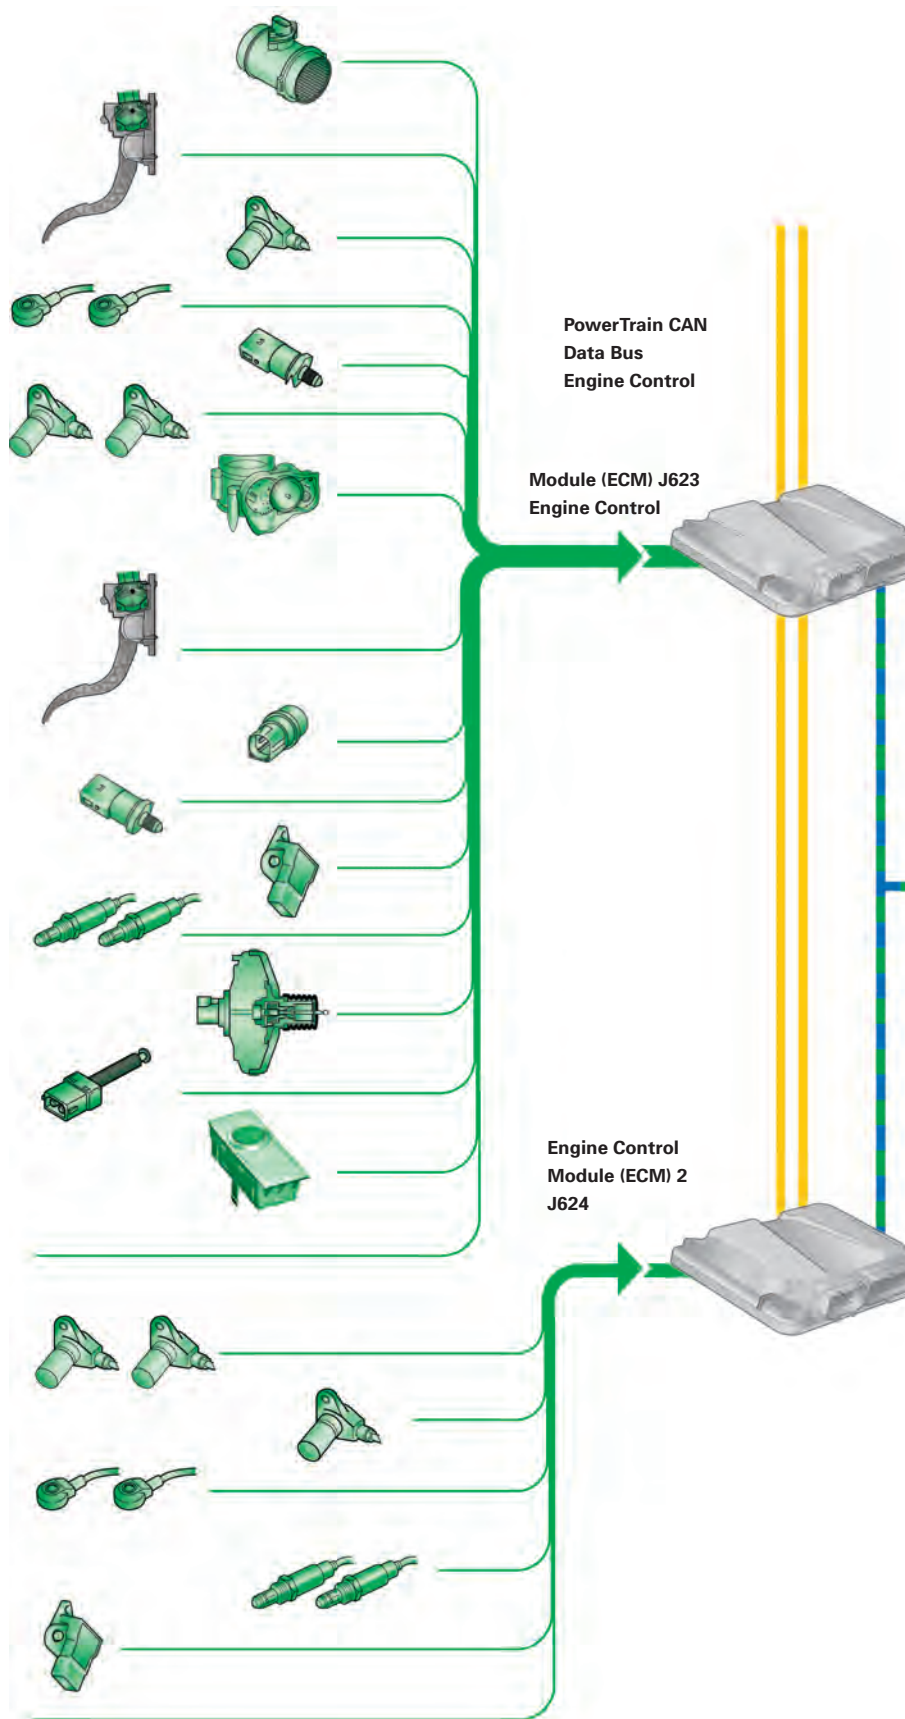 PowerTrain CAN
Data Bus
Engine Control
Module (ECM) J623
Engine Control
Engine Control
Module (ECM) 2
J624